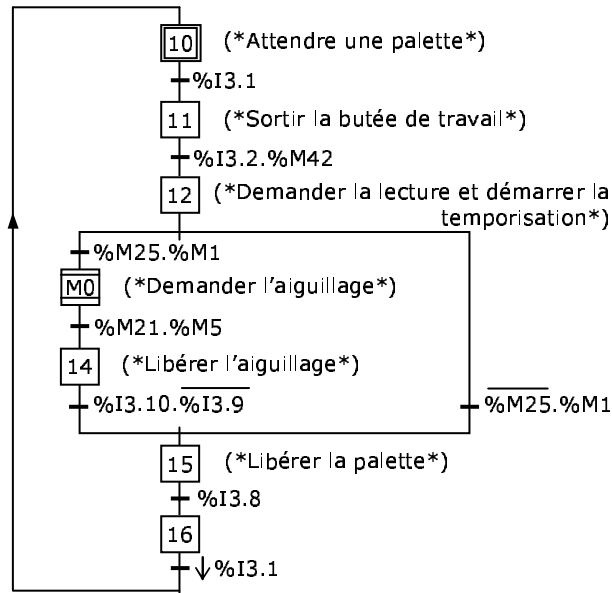 10 (*Attendre une palette*)
%I3.1
11 (*Sortir la butée de travail*)
%I3.2.%M42
12 (*Demander la lecture et démarrer la
temporisation*)
%M25.%M1
M0 (*Demander l'aiguillage*)
%M21.%M5
14 (*Libérer l'aiguillage*)
%I3.10.%I3.9
%M25.%M1
15 (*Libérer la palette*)
%I3.8
16
↓%I3.1